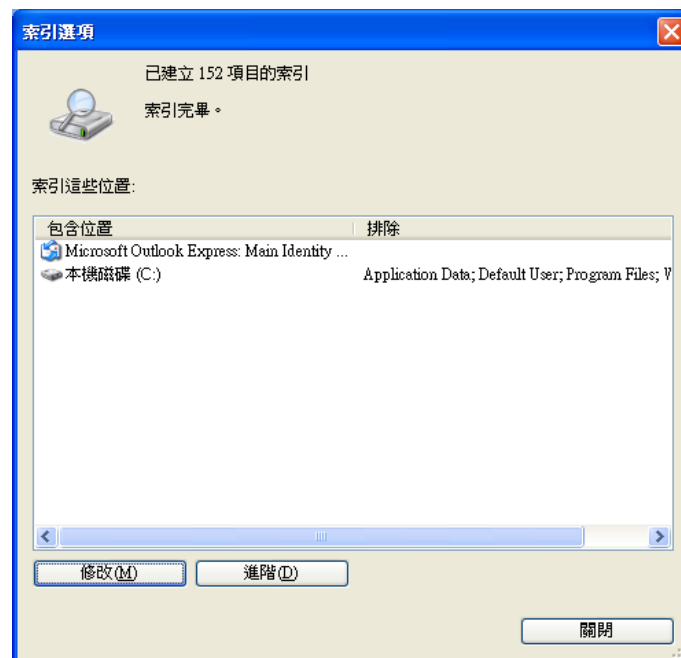 索引選項
已建立 152 項目的索引
索引完畢。
索引這些位置:
包含位置 排除
Microsoft Outlook Express: Main Identity ...
本機磁碟 (C:) Application Data; Default User; Program Files;
修改(M) 進階(D)
關閉